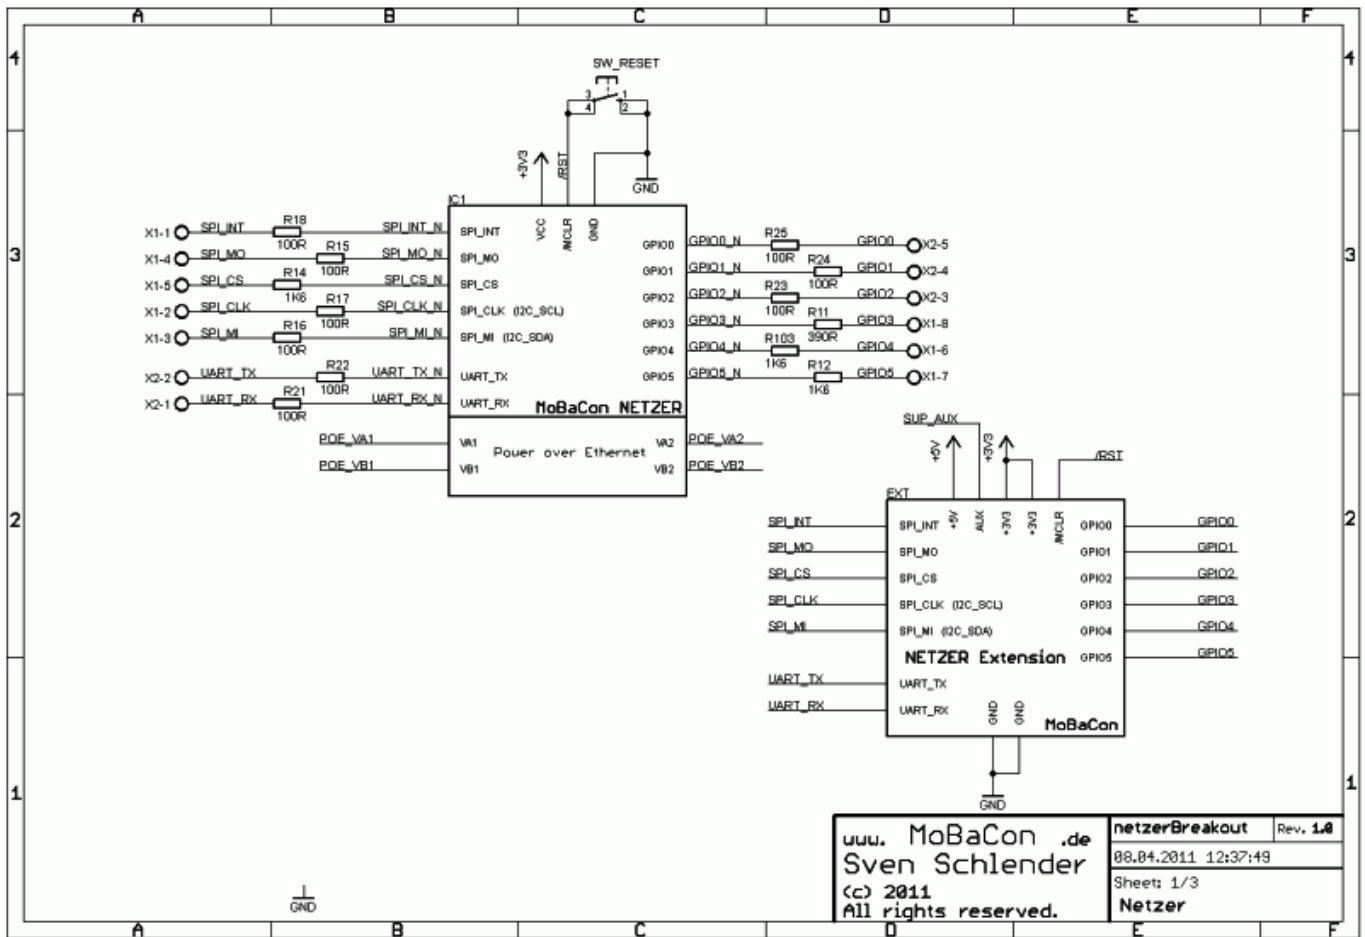 A B C D E F
4 4
SW_RESET
3 1
4 2
+3V3 /RST
GND
IC1
VCC /MCLR GND
3 3
X1-1 SPI_INT R18 100R SPI_INT_N SPI_INT
X1-4 SPI_MO R15 100R SPI_MO_N SPI_MO
X1-5 SPI_CS R14 1K6 SPI_CS_N SPI_CS
X1-2 SPI_CLK R17 100R SPI_CLK_N SPI_CLK (I2C_SCL)
X1-3 SPI_MI R16 100R SPI_MI_N SPI_MI (I2C_SDA)
X2-2 UART_TX R22 100R UART_TX_N UART_TX
X2-1 UART_RX R21 100R UART_RX_N UART_RX
GPIO0 GPIO0_N R25 100R GPIO0 X2-5
GPIO1 GPIO1_N R24 100R GPIO1 X2-4
GPIO2 GPIO2_N R23 100R GPIO2 X2-3
GPIO3 GPIO3_N R11 390R GPIO3 X1-8
GPIO4 GPIO4_N R103 1K6 GPIO4 X1-6
GPIO5 GPIO5_N R12 1K6 GPIO5 X1-7
MoBaCon NETZER
POE_VA1 VA1 VA2 POE_VA2
Power over Ethernet
POE_VB1 VB1 VB2 POE_VB2
SUP_AUX
+5V +3V3 /RST
EXT
2 2
+5V AUX +3V3 +3V3 /MCLR
SPI_INT SPI_INT GPIO0 GPIO0
SPI_MO SPI_MO GPIO1 GPIO1
SPI_CS SPI_CS GPIO2 GPIO2
SPI_CLK SPI_CLK (I2C_SCL) GPIO3 GPIO3
SPI_MI SPI_MI (I2C_SDA) GPIO4 GPIO4
NETZER Extension GPIO5 GPIO5
UART_TX UART_TX
UART_RX UART_RX
GND GND
MoBaCon
1 1
GND
GND
www. MoBaCon .de
Sven Schlender
(c) 2011
All rights reserved.
netzerBreakout Rev. 1.0
08.04.2011 12:37:49
Sheet: 1/3
Netzer
A B C D E F